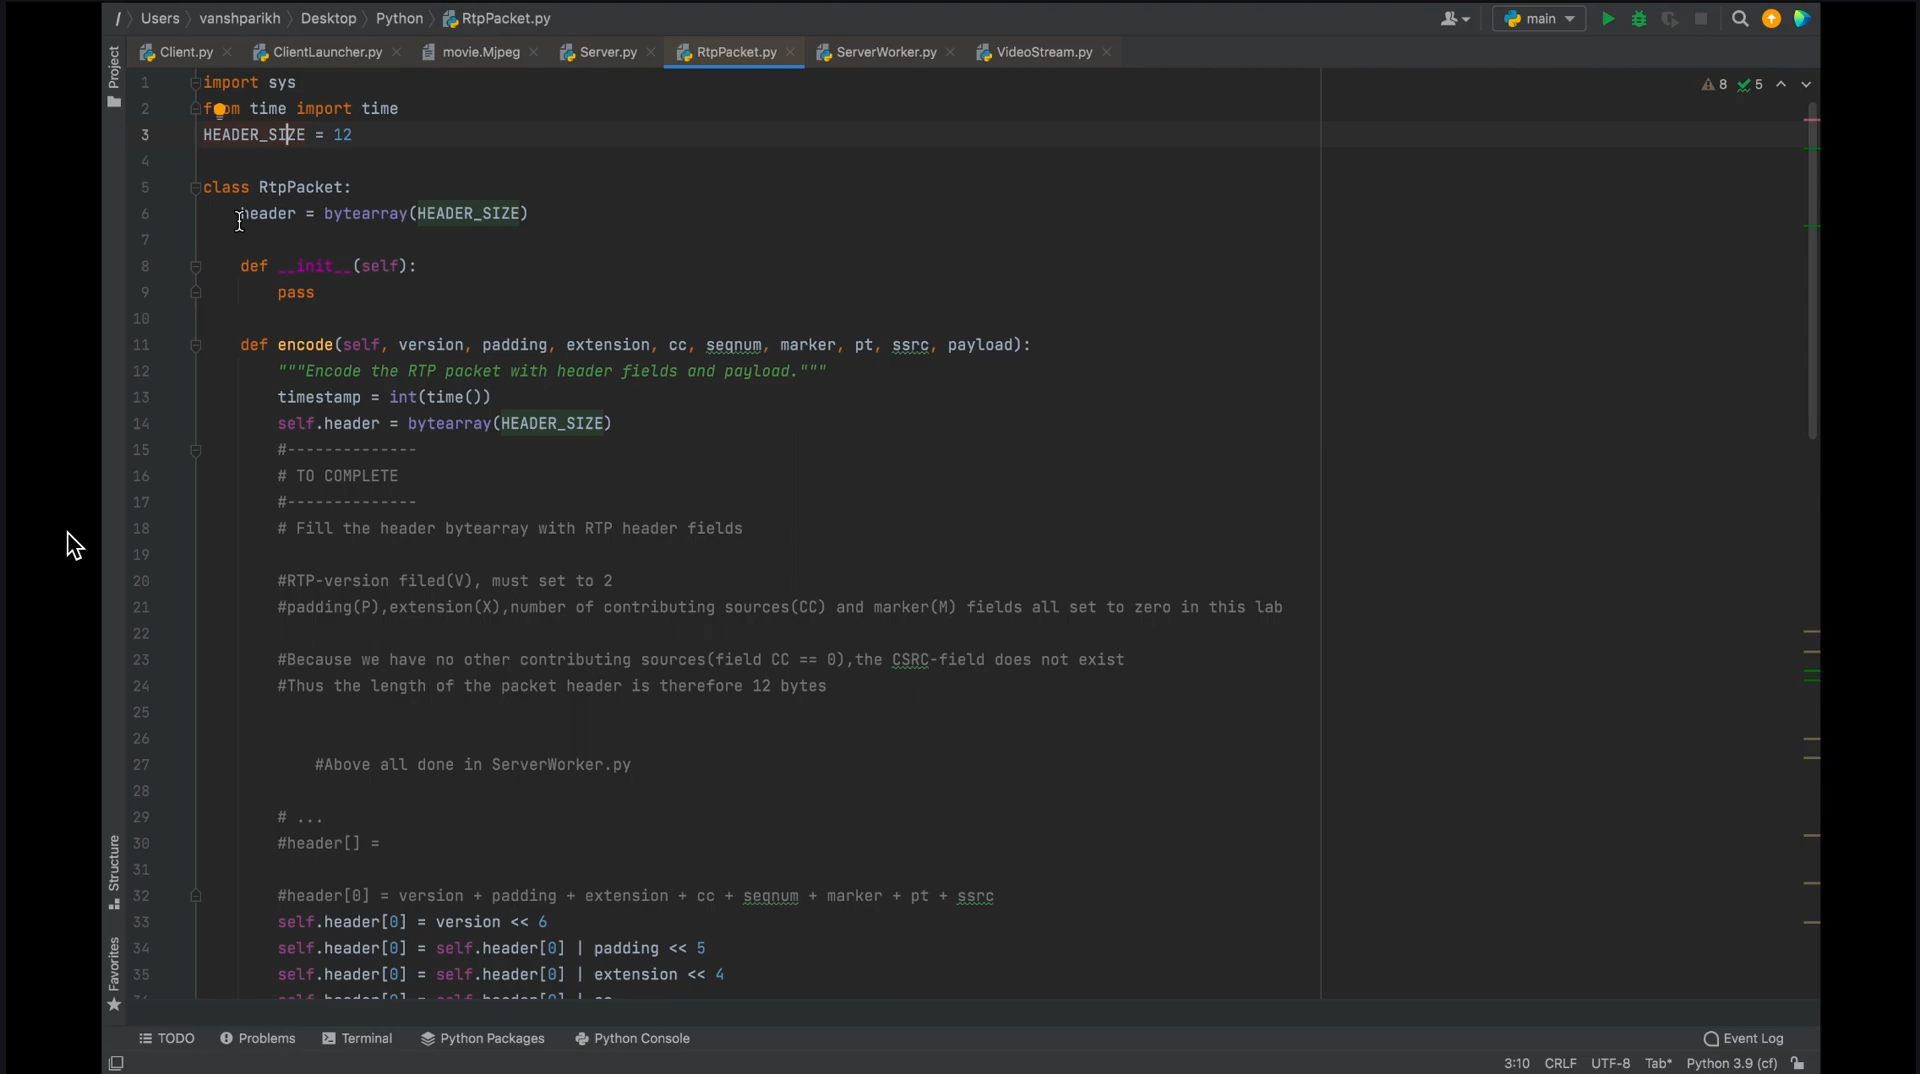 / Users vanshparikh Desktop Python RtpPacket.py
main
Client.py ClientLauncher.py movie.Mjpeg Server.py RtpPacket.py ServerWorker.py VideoStream.py
Project
8 5
1 import sys
2 from time import time
3 HEADER_SIZE = 12
4
5 class RtpPacket:
6 header = bytearray(HEADER_SIZE)
7
8 def __init__(self):
9 pass
10
11 def encode(self, version, padding, extension, cc, seqnum, marker, pt, ssrc, payload):
12 """Encode the RTP packet with header fields and payload."""
13 timestamp = int(time())
14 self.header = bytearray(HEADER_SIZE)
15 #--------------
16 # TO COMPLETE
17 #--------------
18 # Fill the header bytearray with RTP header fields
19
20 #RTP-version filed(V), must set to 2
21 #padding(P),extension(X),number of contributing sources(CC) and marker(M) fields all set to zero in this lab
22
23 #Because we have no other contributing sources(field CC == 0),the CSRC-field does not exist
24 #Thus the length of the packet header is therefore 12 bytes
25
26
27 #Above all done in ServerWorker.py
28
29 # ...
30 #header[] =
31
32 #header[0] = version + padding + extension + cc + seqnum + marker + pt + ssrc
33 self.header[0] = version << 6
34 self.header[0] = self.header[0] | padding << 5
35 self.header[0] = self.header[0] | extension << 4
Structure
Favorites
TODO Problems Terminal Python Packages Python Console Event Log
3:10 CRLF UTF-8 Tab* Python 3.9 (cf)